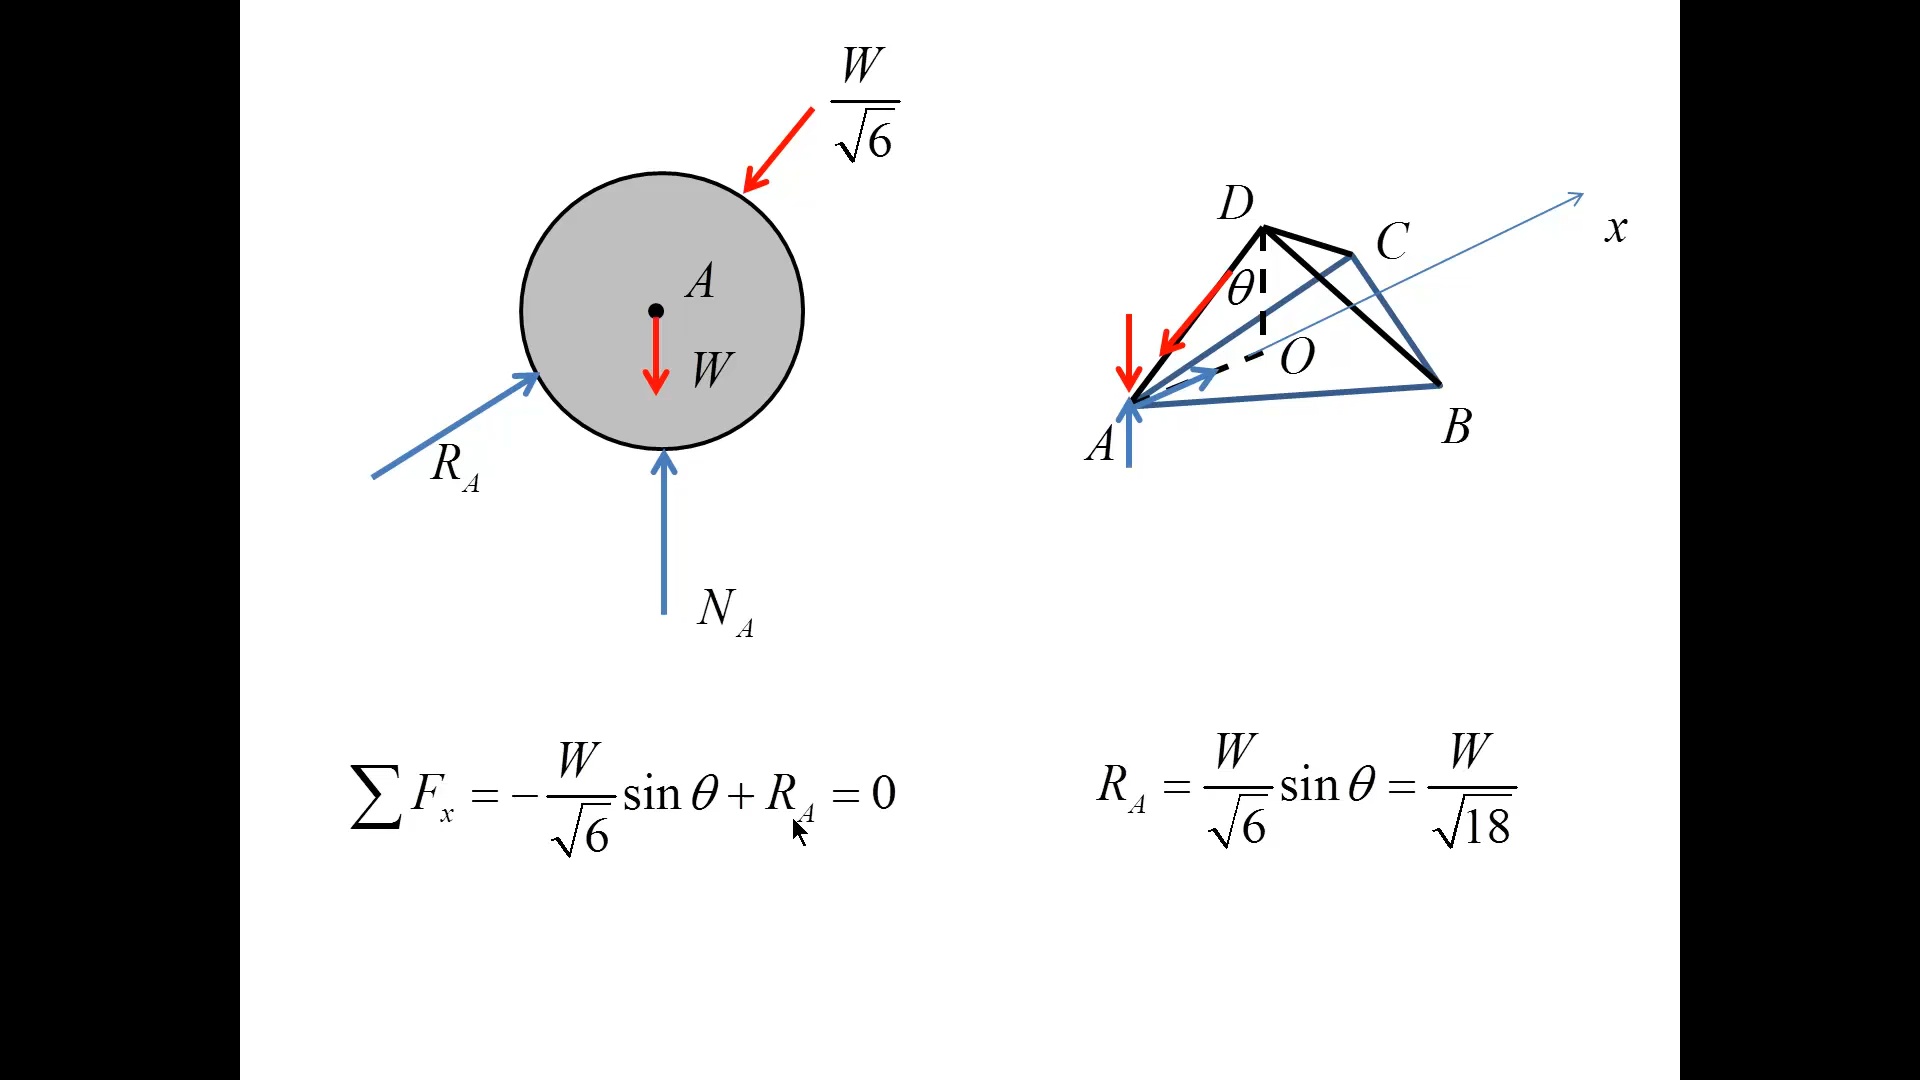 W/√6
A
W
R_A
N_A
D
C
x
θ
O
A
B
∑F_x = −(W/√6) sin θ + R_A = 0
R_A = (W/√6) sin θ = W/√18